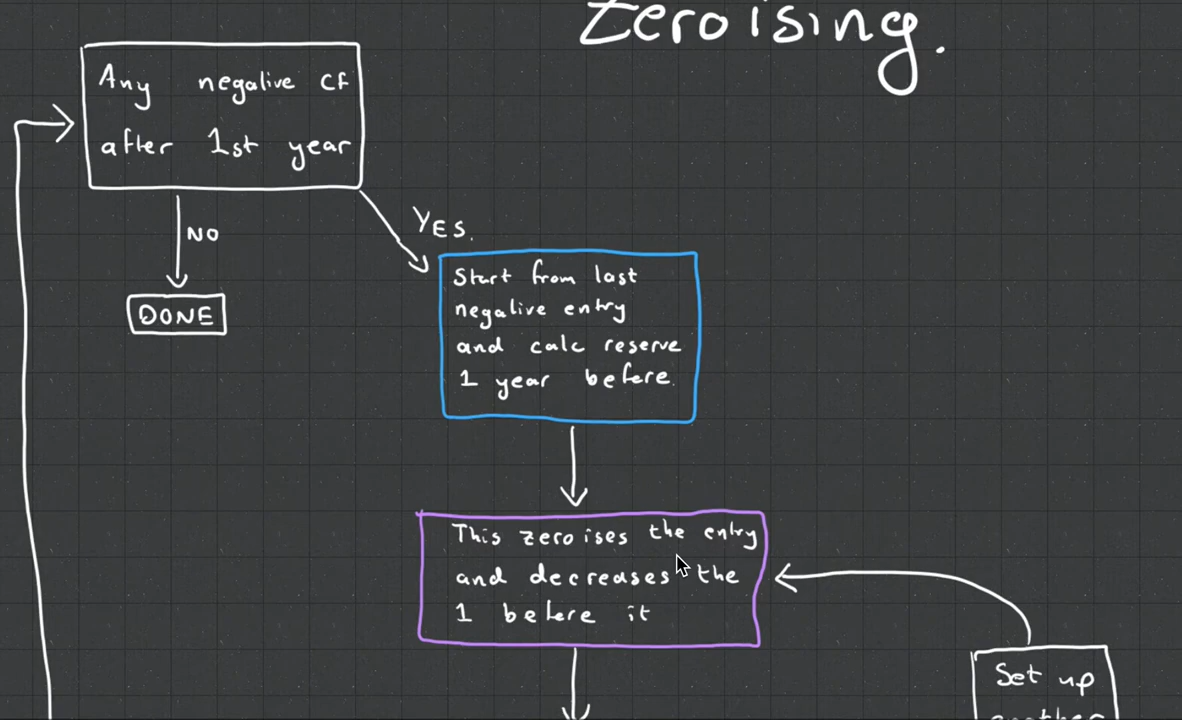 Zeroising.
Any negative CF
after 1st year
NO
DONE
YES.
Start from last
negative entry
and calc reserve
1 year before.
This zeroises the entry
and decreases the
1 before it
Set up
another